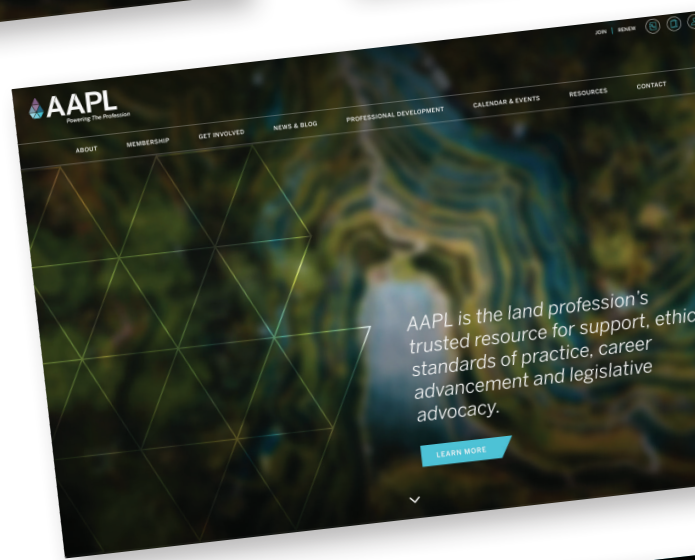 JOIN | RENEW
AAPL
Powering The Profession
ABOUT MEMBERSHIP GET INVOLVED NEWS & BLOG PROFESSIONAL DEVELOPMENT CALENDAR & EVENTS RESOURCES CONTACT
AAPL is the land profession's
trusted resource for support, ethic
standards of practice, career
advancement and legislative
advocacy.
LEARN MORE